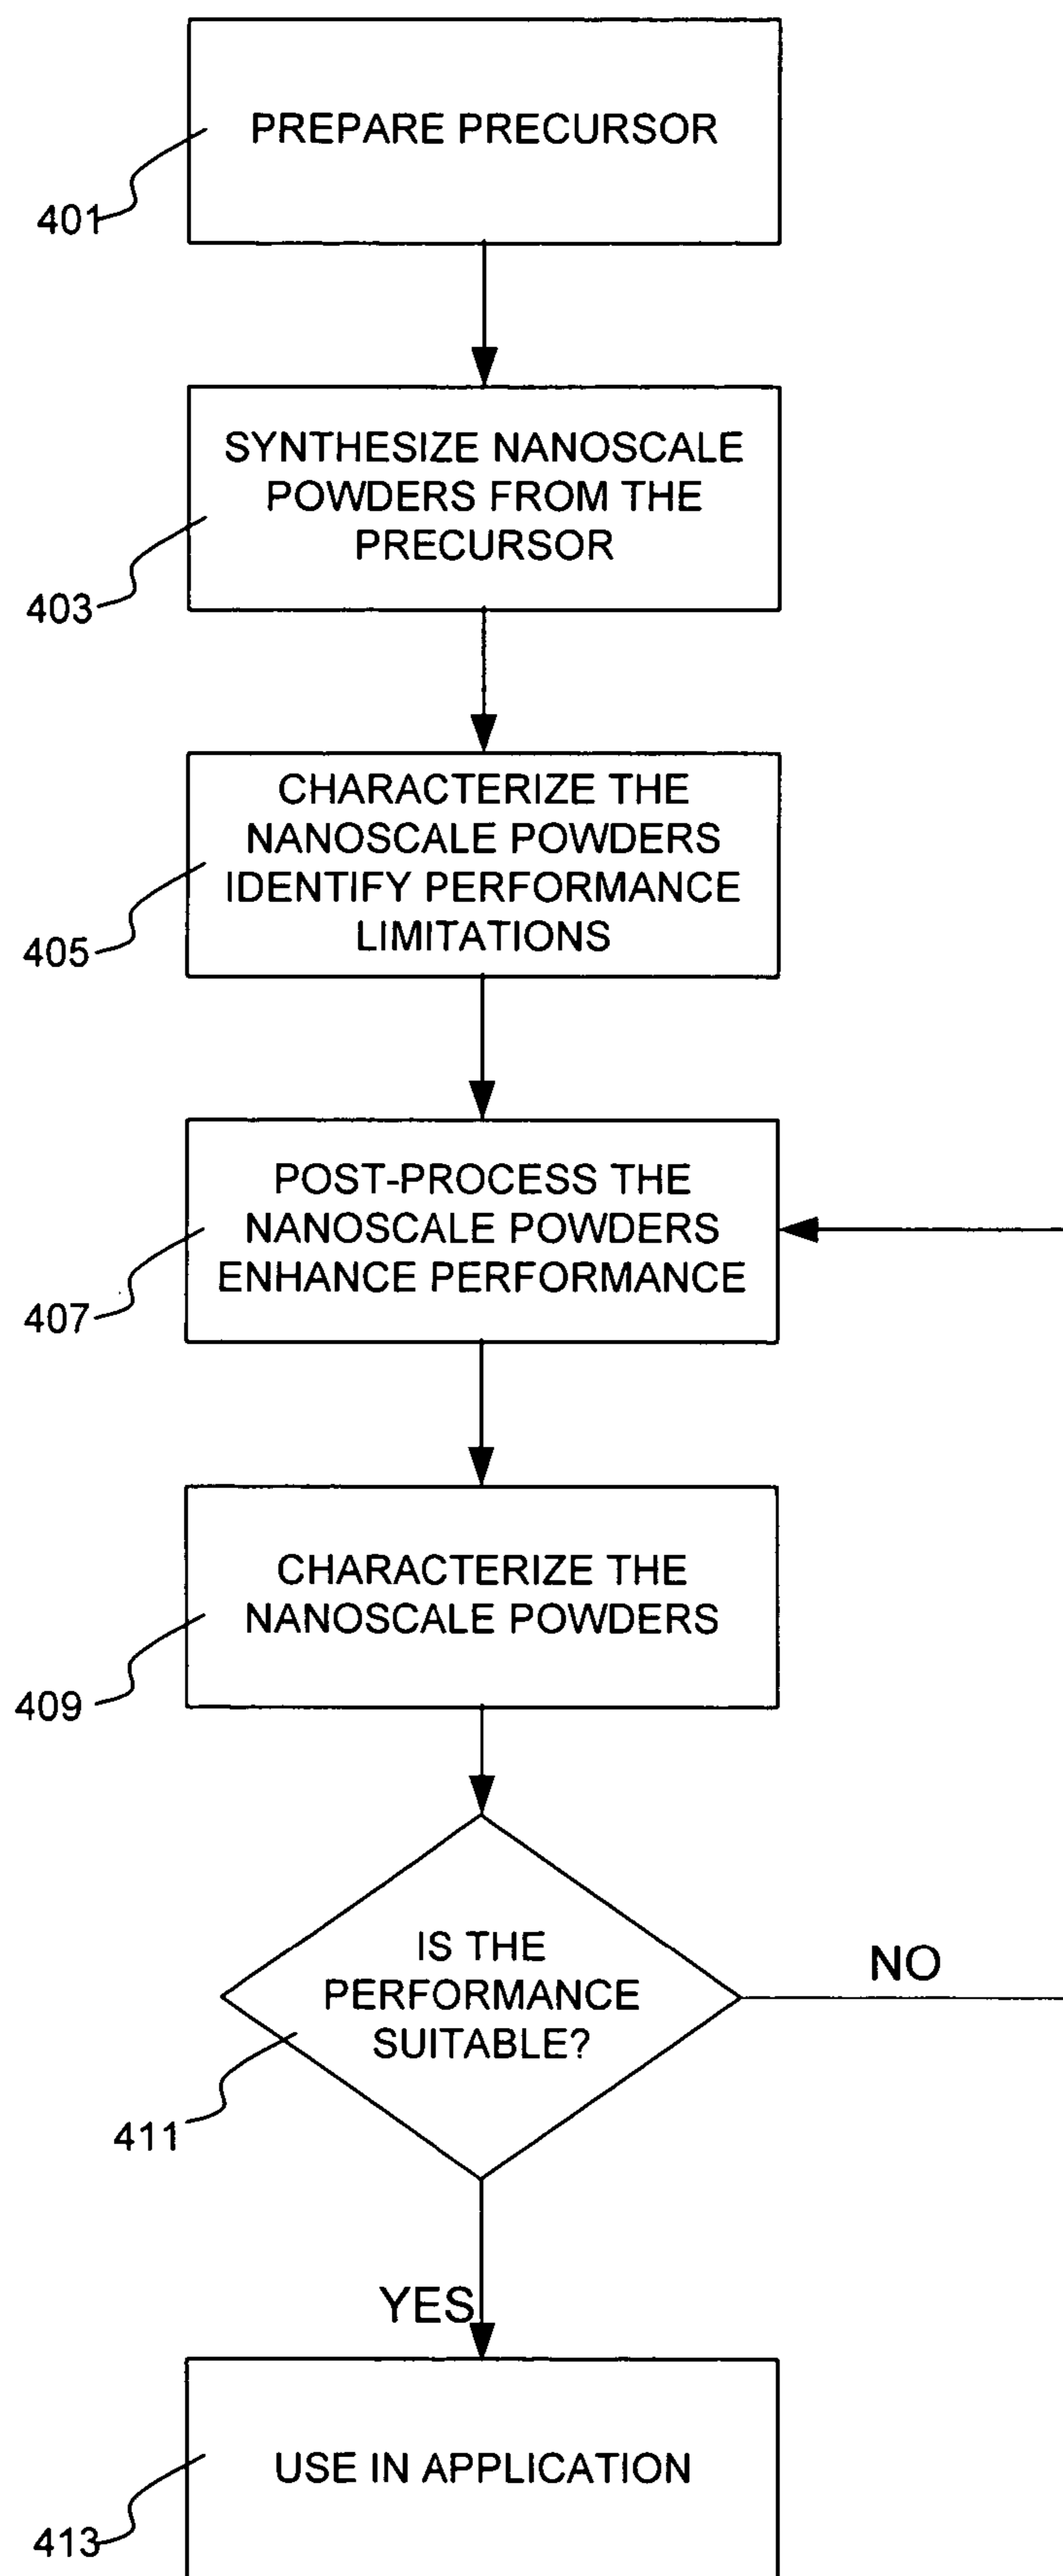 PREPARE PRECURSOR
401
SYNTHESIZE NANOSCALE
POWDERS FROM THE
PRECURSOR
403
CHARACTERIZE THE
NANOSCALE POWDERS
IDENTIFY PERFORMANCE
LIMITATIONS
405
POST-PROCESS THE
NANOSCALE POWDERS
ENHANCE PERFORMANCE
407
CHARACTERIZE THE
NANOSCALE POWDERS
409
IS THE
PERFORMANCE
SUITABLE?
NO
411
YES
USE IN APPLICATION
413